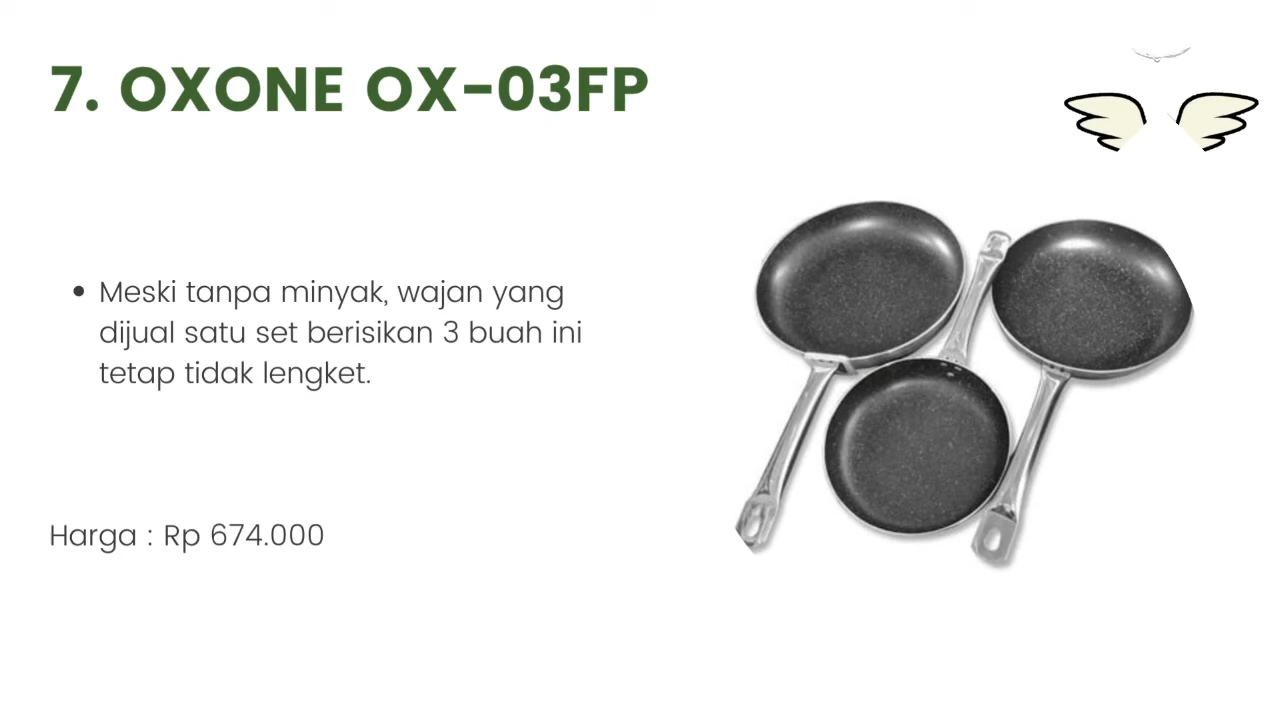 7. OXONE OX-03FP
• Meski tanpa minyak, wajan yang
dijual satu set berisikan 3 buah ini
tetap tidak lengket.
Harga : Rp 674.000